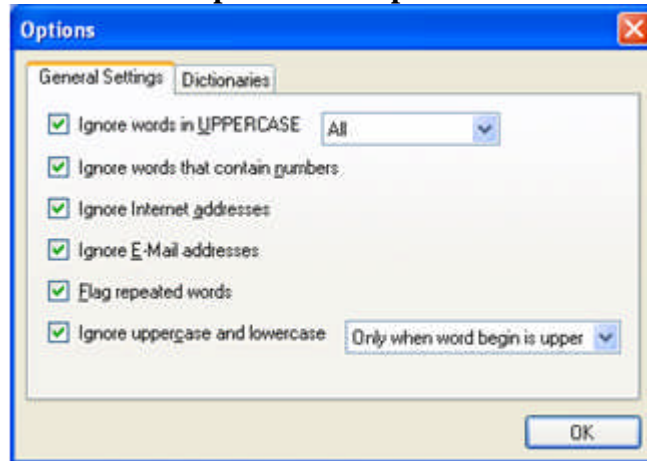 Options
General Settings Dictionaries
Ignore words in UPPERCASE All
Ignore words that contain numbers
Ignore Internet addresses
Ignore E-Mail addresses
Flag repeated words
Ignore uppercase and lowercase Only when word begin is upper
OK